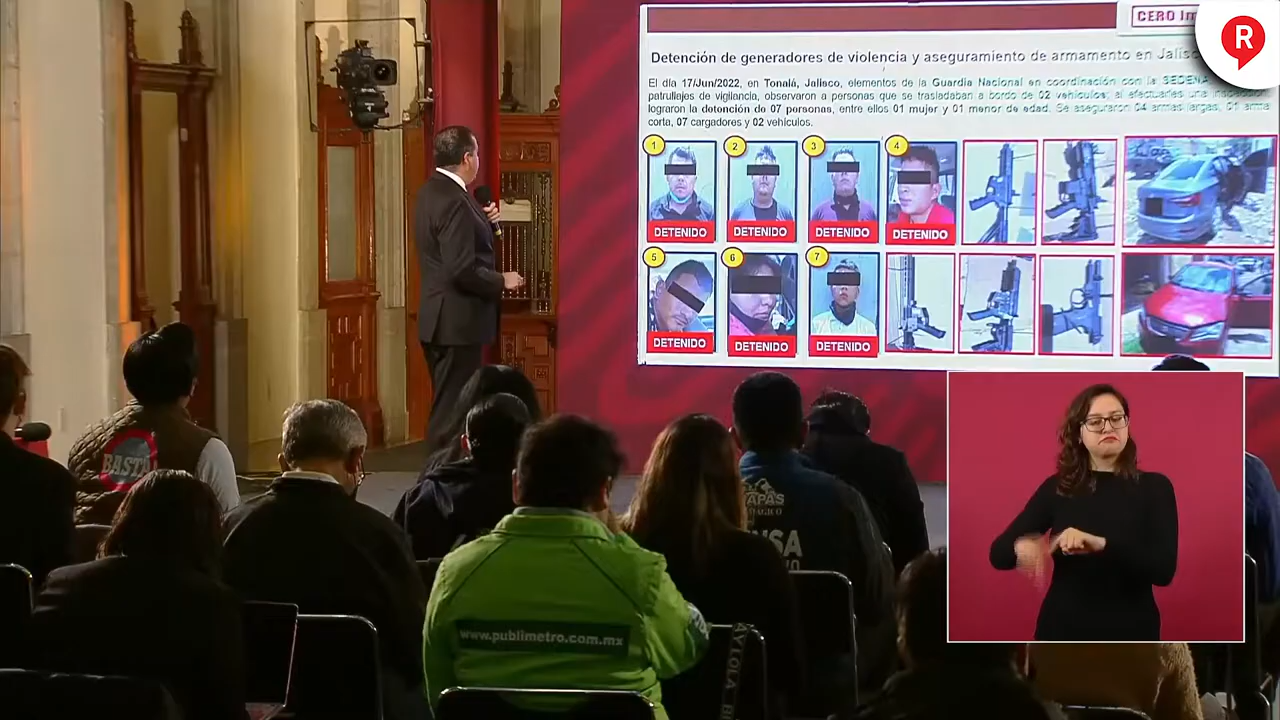 CERO Im
R
Detención de generadores de violencia y aseguramiento de armamento en Jalisc
El día 17/Jun/2022, en Tonalá, Jalisco, elementos de la Guardia Nacional en coordinación con la SEDENA
patrullajes de vigilancia, observaron a personas que se trasladaban a bordo de 02 vehículos; al efectuarles una
lograron la detención de 07 personas, entre ellos 01 mujer y 01 menor de edad. Se aseguraron 04 armas largas, 01 arma
corta, 07 cargadores y 02 vehículos.
1 2 3 4
DETENIDO DETENIDO DETENIDO DETENIDO
5 6 7
DETENIDO DETENIDO DETENIDO
BASTA
APAS
NSA
www.publimetro.com.mx